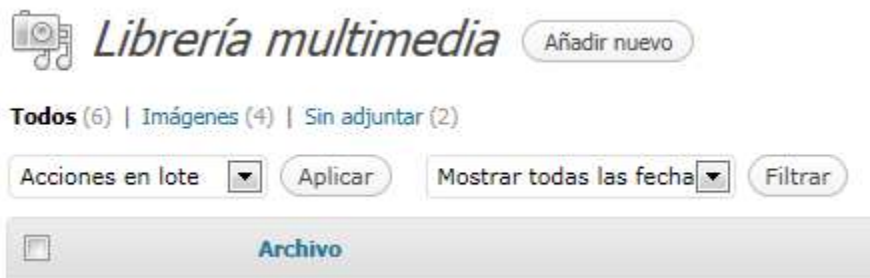 Librería multimedia Añadir nuevo
Todos (6) | Imágenes (4) | Sin adjuntar (2)
Acciones en lote Aplicar Mostrar todas las fecha Filtrar
Archivo